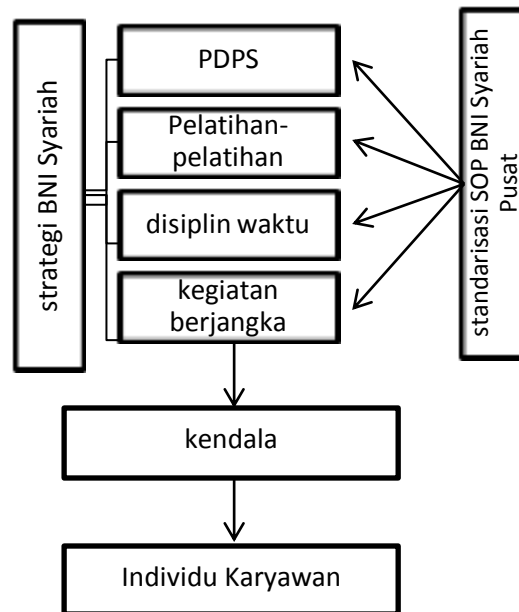 strategi BNI Syariah
PDPS
Pelatihan-
pelatihan
disiplin waktu
kegiatan
berjangka
standarisasi SOP BNI Syariah
Pusat
kendala
Individu Karyawan